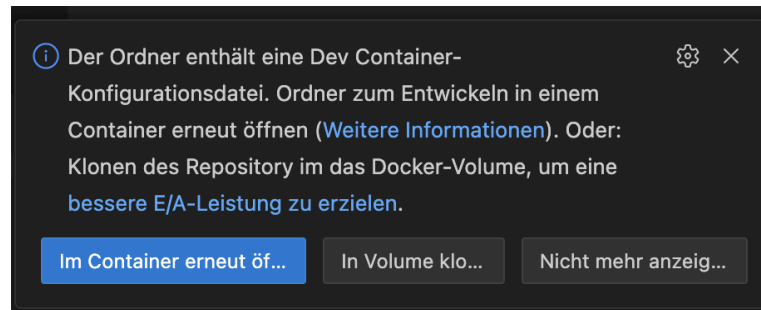 Der Ordner enthält eine Dev Container-
Konfigurationsdatei. Ordner zum Entwickeln in einem
Container erneut öffnen (Weitere Informationen). Oder:
Klonen des Repository im das Docker-Volume, um eine
bessere E/A-Leistung zu erzielen.
Im Container erneut öf...
In Volume klo...
Nicht mehr anzeig...